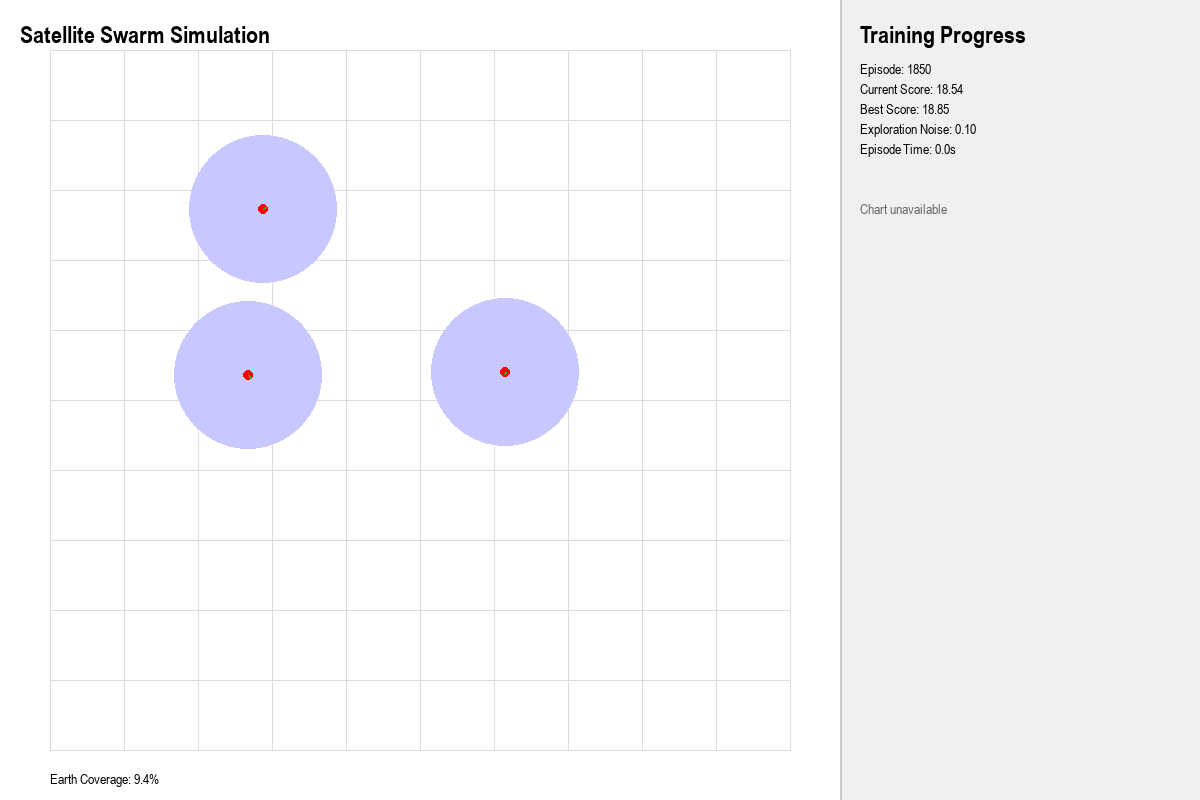 Satellite Swarm Simulation
Earth Coverage: 9.4%
Training Progress
Episode: 1850
Current Score: 18.54
Best Score: 18.85
Exploration Noise: 0.10
Episode Time: 0.0s
Chart unavailable